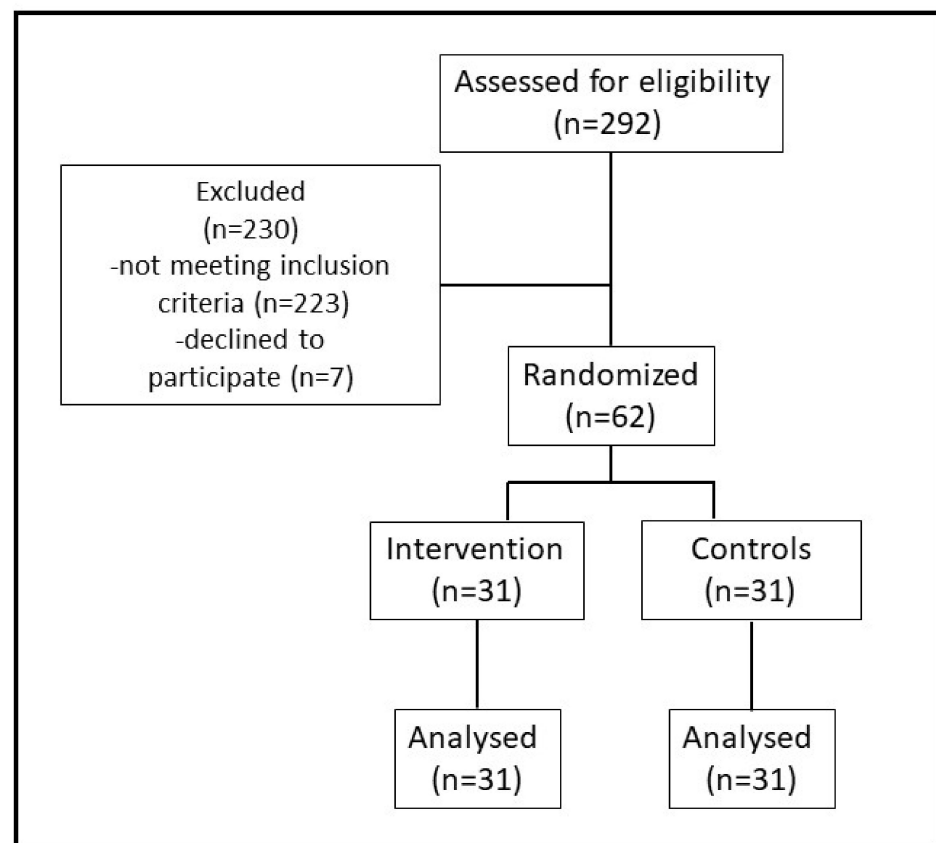 Assessed for eligibility
(n=292)
Excluded
(n=230)
-not meeting inclusion
criteria (n=223)
-declined to
participate (n=7)
Randomized
(n=62)
Intervention
(n=31)
Controls
(n=31)
Analysed
(n=31)
Analysed
(n=31)